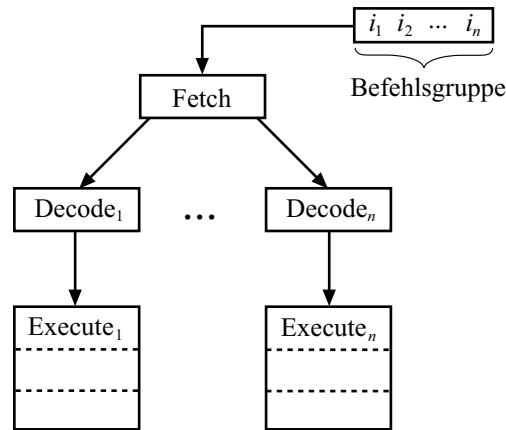 i₁ i₂ ... iₙ
Befehlsgruppe
Fetch
Decode₁ ... Decodeₙ
Execute₁ Executeₙ